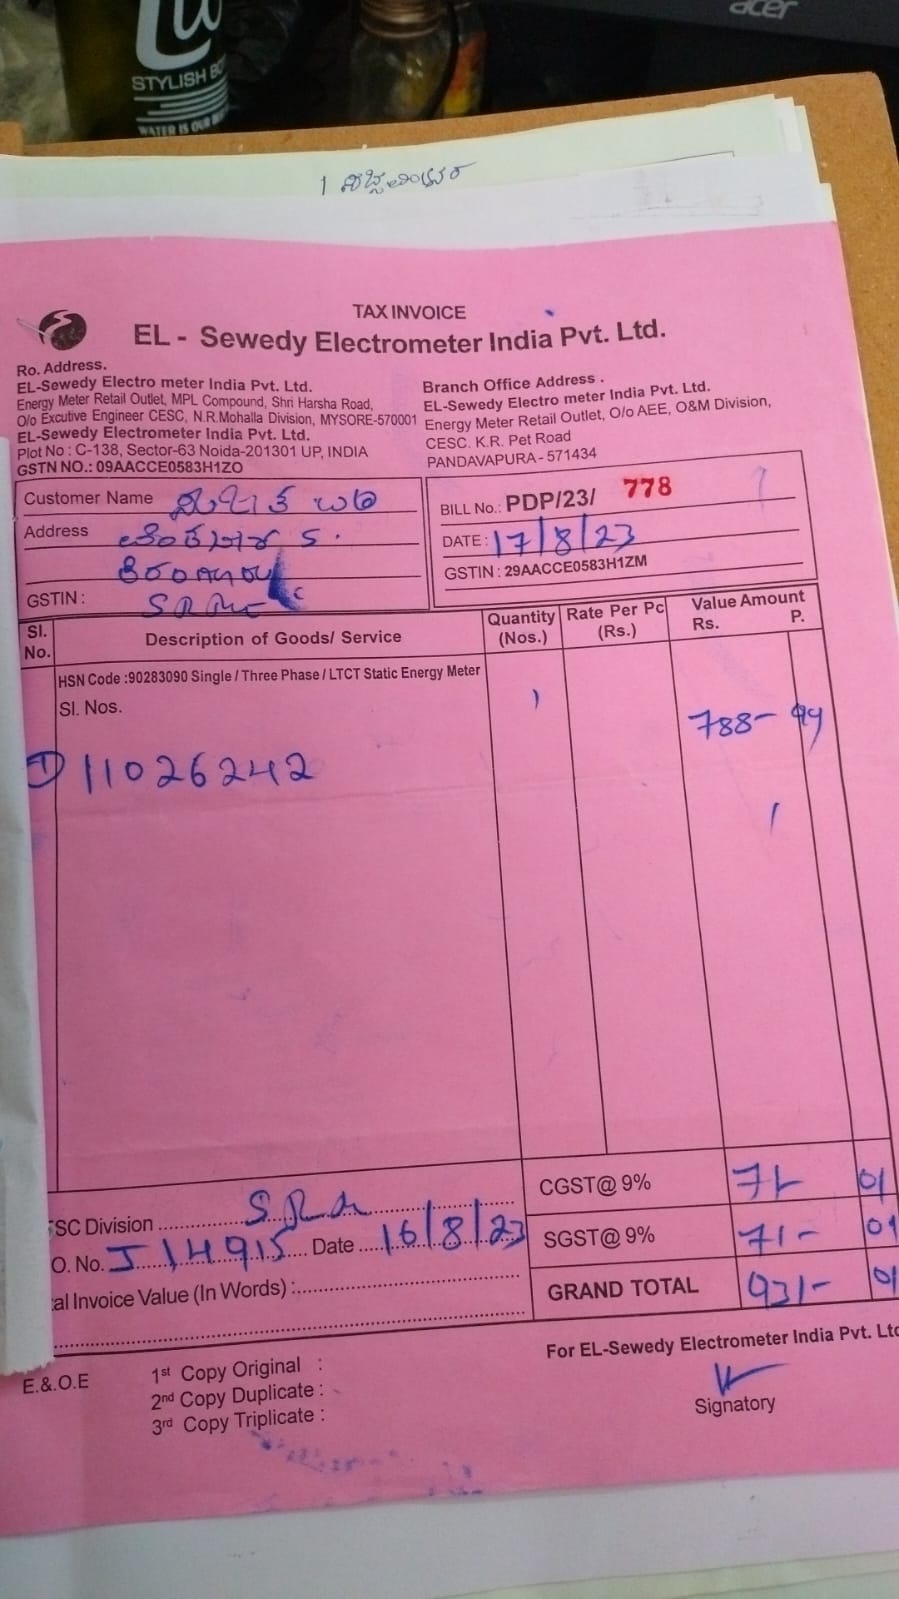 acer
STYLISH BO
WATER IS OUR
TAX INVOICE
EL - Sewedy Electrometer India Pvt. Ltd.
Ro. Address.
EL-Sewedy Electro meter India Pvt. Ltd.
Energy Meter Retail Outlet, MPL Compound, Shri Harsha Road,
O/o Excutive Engineer CESC, N.R.Mohalla Division, MYSORE-570001
EL-Sewedy Electrometer India Pvt. Ltd.
Plot No : C-138, Sector-63 Noida-201301 UP, INDIA
GSTN NO.: 09AACCE0583H1ZO
Branch Office Address .
EL-Sewedy Electro meter India Pvt. Ltd.
Energy Meter Retail Outlet, O/o AEE, O&M Division,
CESC. K.R. Pet Road
PANDAVAPURA - 571434
Customer Name
Address
GSTIN :
BILL No.: PDP/23/ 778
DATE : 17/8/23
GSTIN : 29AACCE0583H1ZM
Sl. No. Description of Goods/ Service Quantity (Nos.) Rate Per Pc (Rs.) Value Amount Rs. P.
HSN Code :90283090 Single / Three Phase / LTCT Static Energy Meter
Sl. Nos. 1 788- 99
① 11026242
CGST@ 9% 71 01
SGST@ 9% 71- 01
GRAND TOTAL 931- 01
SC Division
O. No. J 14915 Date 16/8/23
al Invoice Value (In Words) :
For EL-Sewedy Electrometer India Pvt. Ltd
Signatory
E.&.O.E
1st Copy Original :
2nd Copy Duplicate :
3rd Copy Triplicate :